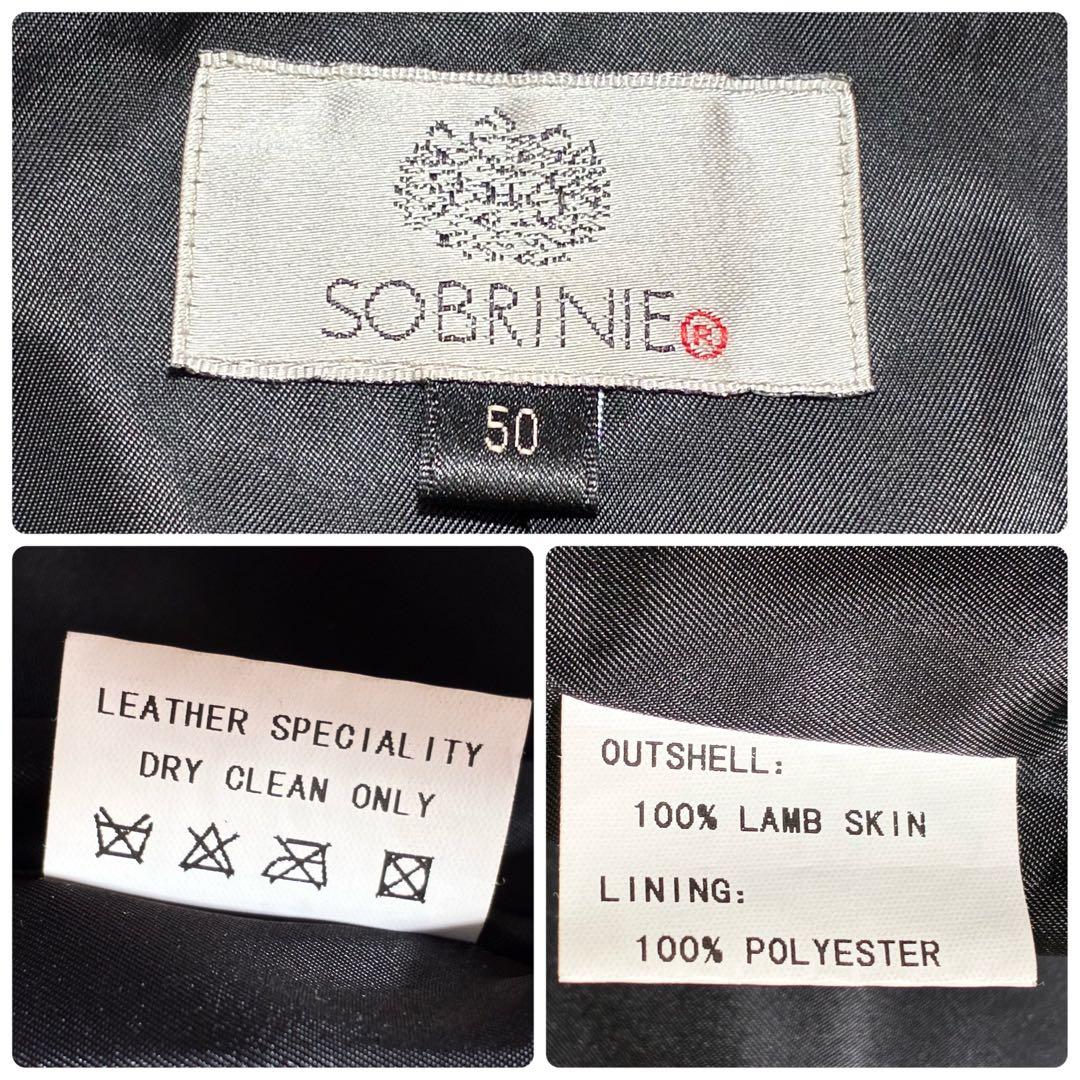 SOBRINIE®
50
LEATHER SPECIALITY
DRY CLEAN ONLY
OUTSHELL:
100% LAMB SKIN
LINING:
100% POLYESTER